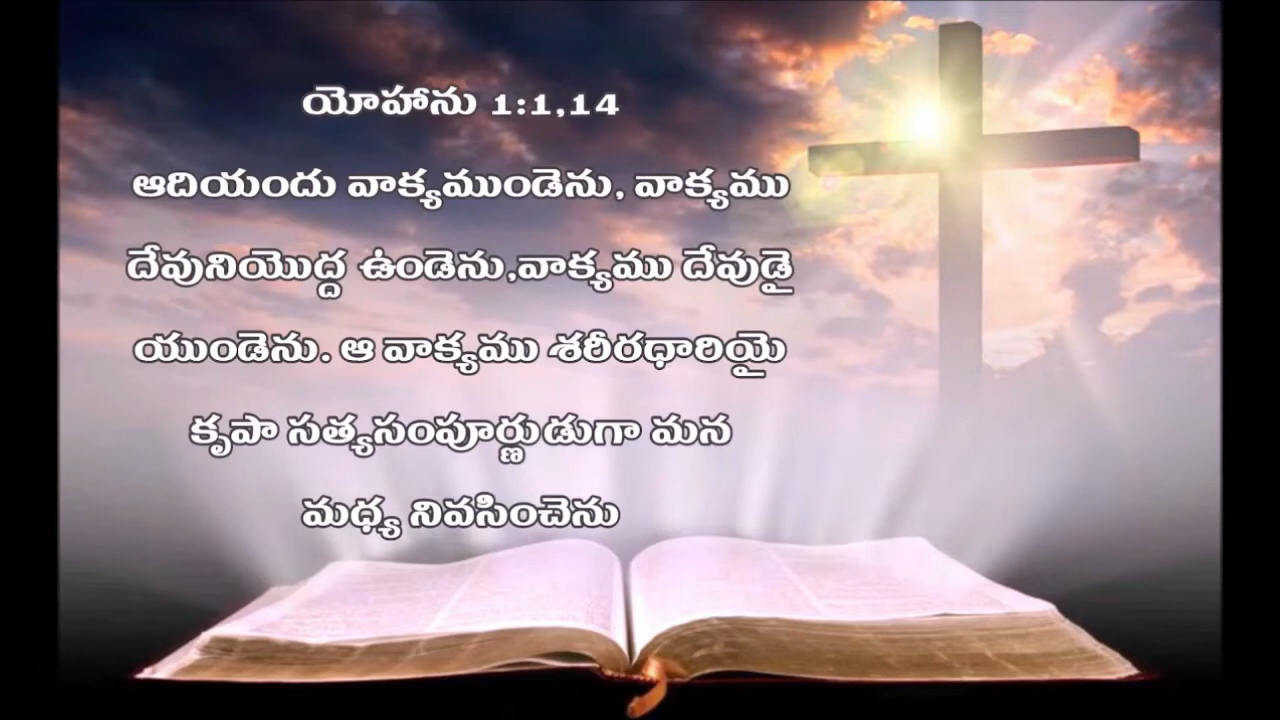 యోహాను 1:1,14
ఆదియందు వాక్యముండెను, వాక్యము
దేవునియొద్ద ఉండెను,వాక్యము దేవుడై
యుండెను. ఆ వాక్యము శరీరధారియై
కృపా సత్యసంపూర్ణుడుగా మన
మధ్య నివసించెను